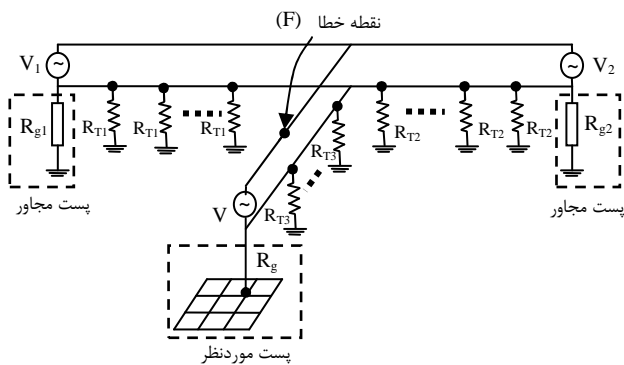 نقطه خطا (F)
V1
V2
Rg1
RT1
RT1
RT1
RT2
RT2
RT2
Rg2
RT3
RT3
پست مجاور
پست مجاور
V
Rg
پست موردنظر